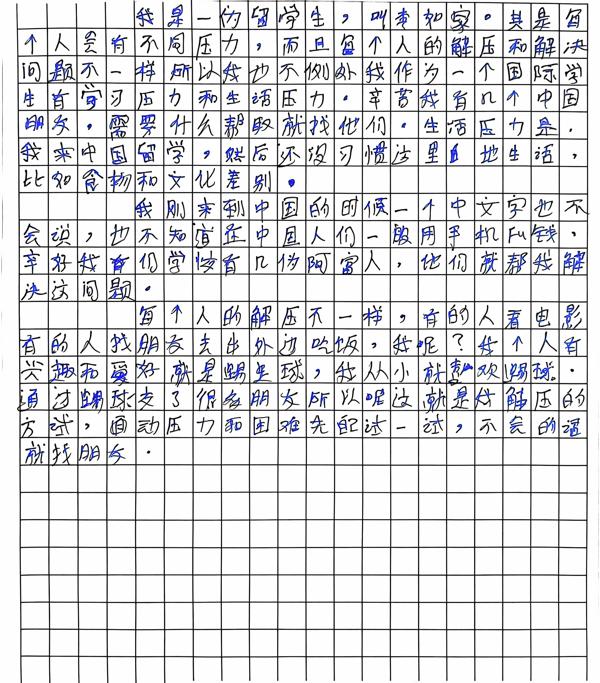 我是一位留学生，叫李如家。其是每
个人会有不同压力，而且每个人的解压和解决
问题不一样所以我也不例外我作为一个国际学
生有学习压力和生活压力。辛苦我有几个中国
朋友，需要什么帮取就找他们。生活压力是.
我来中国留学，然后还没习惯这里的地生活，
比如食物和文化差别。
我刚来到中国的时候一个中文字也不
会说，也不知道在中国人们一般用手机付钱，
辛好我有们学该有几位阿富人，他们就帮我解
决这问题。
每个人的解压不一样，有的人看电影
有的人找朋友去出外边吃饭，我呢？我个人有
兴趣和爱好就是踢足球，我从小就喜欢踢球.
通过踢球交了很多朋友所以呢这就是我解压的
方试，面动压力和困难先配试一试，不会的话
就找朋友.